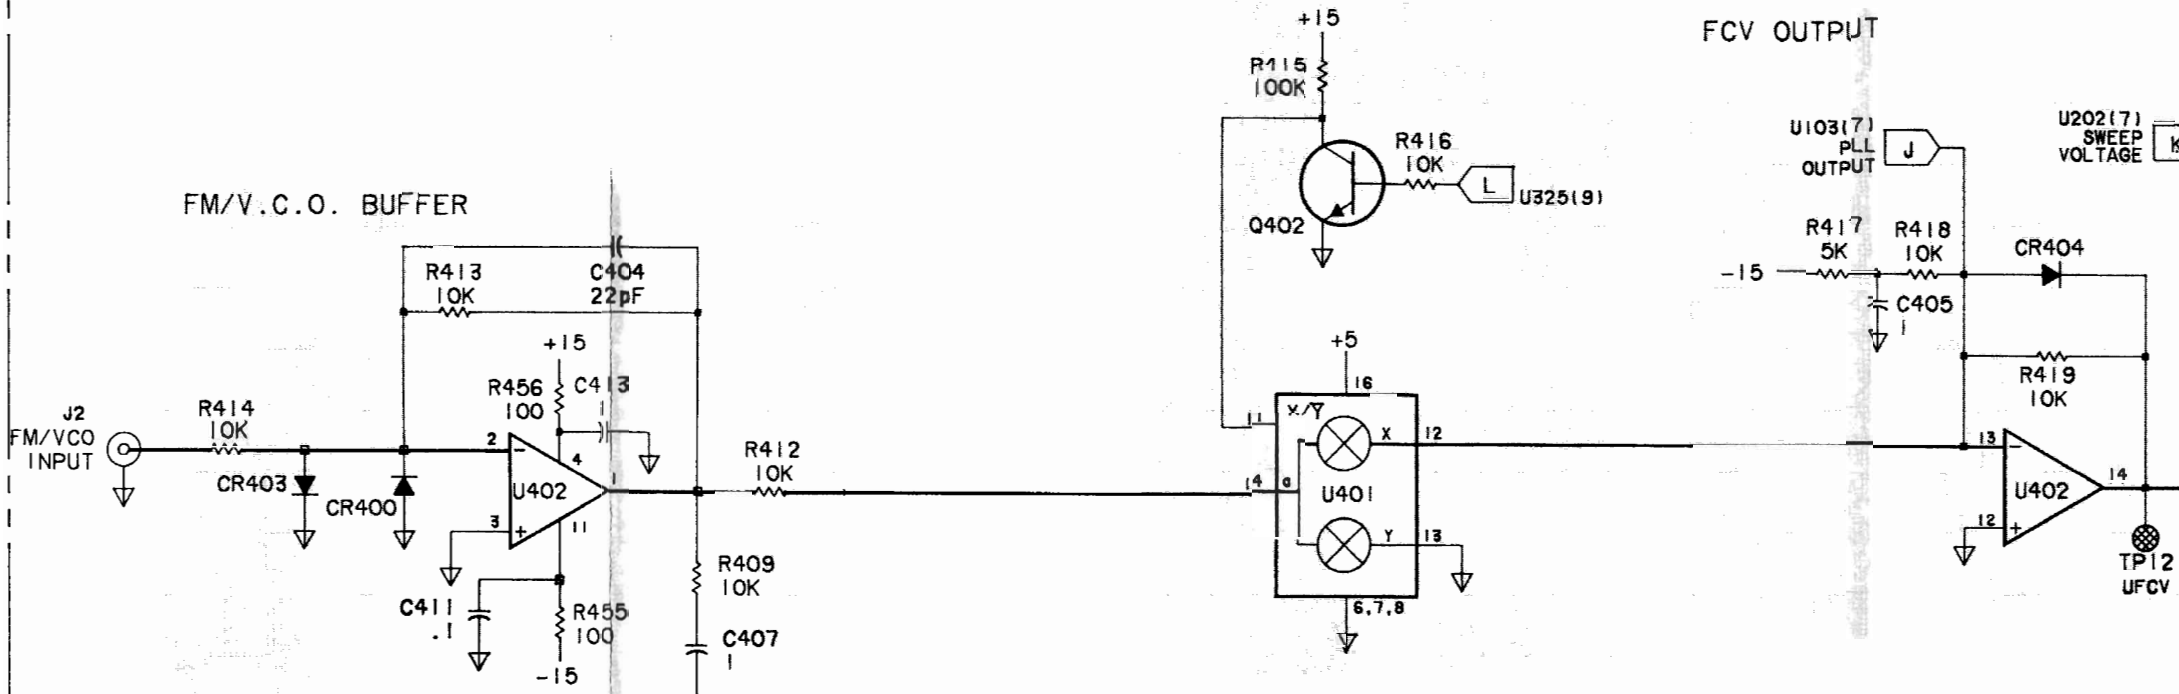 FM/V.C.O. BUFFER
FCV OUTPUT
J2
FM/VCO
INPUT
R414
10K
CR403
CR400
R413
10K
C404
22pF
+15
R456
100
C413
.1
2
3
4
11
1
U402
C411
.1
R455
100
-15
R412
10K
R409
10K
C407
1
+15
R415
100K
Q402
R416
10K
L
U325(9)
+5
16
11
14
X/Y
a
X
12
U401
Y
13
6,7,8
U103(7)
PLL
OUTPUT
J
U202(7)
SWEEP
VOLTAGE
K
-15
R417
5K
R418
10K
C405
1
CR404
R419
10K
13
12
14
U402
TP12
UFCV